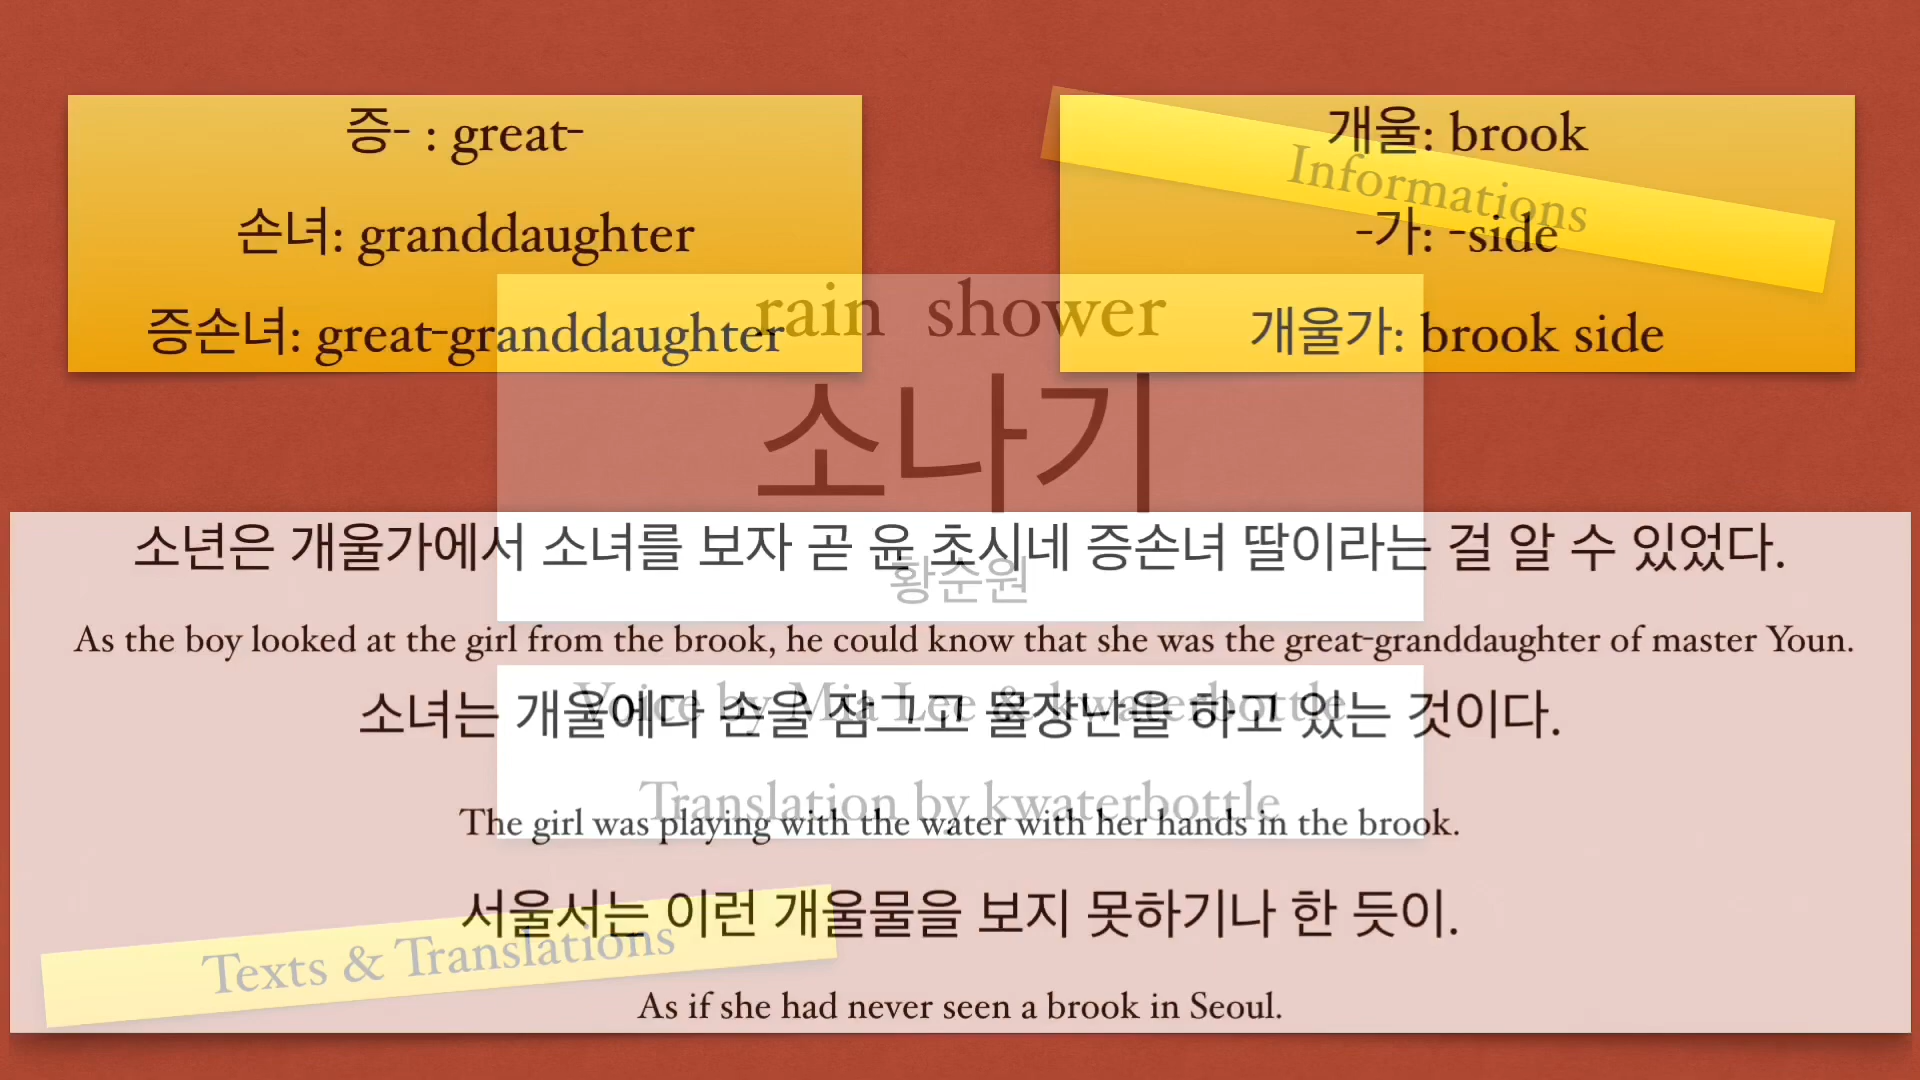 증- : great-
손녀: granddaughter
증손녀: great-granddaughter
개울: brook
-가: -side
개울가: brook side
Informations
rain shower
소나기
황순원
소년은 개울가에서 소녀를 보자 곧 윤 초시네 증손녀 딸이라는 걸 알 수 있었다.
As the boy looked at the girl from the brook, he could know that she was the great-granddaughter of master Youn.
Voice by Mia Lee & kwaterbottle
소녀는 개울에다 손을 잠그고 물장난을 하고 있는 것이다.
Translation by kwaterbottle
The girl was playing with the water with her hands in the brook.
서울서는 이런 개울물을 보지 못하기나 한 듯이.
Texts & Translations
As if she had never seen a brook in Seoul.